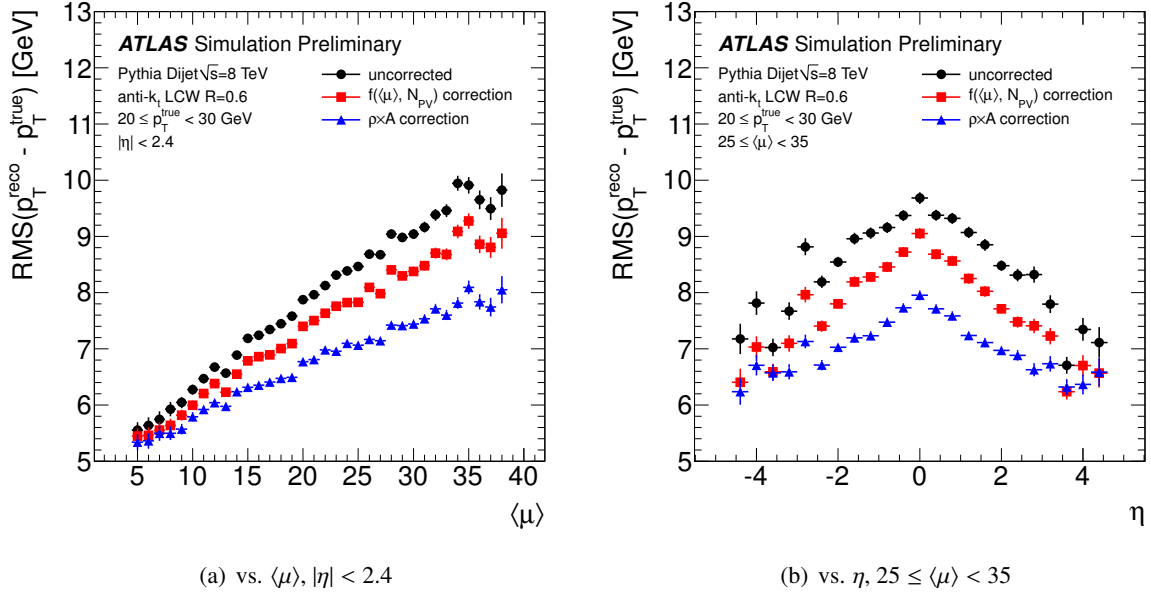 RMS(p_T^reco - p_T^true) [GeV]
13
12
11
10
9
8
7
6
5
ATLAS Simulation Preliminary
Pythia Dijet√s=8 TeV
anti-k_t LCW R=0.6
20 ≤ p_T^true < 30 GeV
|η| < 2.4
uncorrected
f(⟨μ⟩, N_PV) correction
ρ×A correction
5 10 15 20 25 30 35 40
⟨μ⟩
(a) vs. ⟨μ⟩, |η| < 2.4
RMS(p_T^reco - p_T^true) [GeV]
13
12
11
10
9
8
7
6
5
ATLAS Simulation Preliminary
Pythia Dijet√s=8 TeV
anti-k_t LCW R=0.6
20 ≤ p_T^true < 30 GeV
25 ≤ ⟨μ⟩ < 35
uncorrected
f(⟨μ⟩, N_PV) correction
ρ×A correction
-4 -2 0 2 4
η
(b) vs. η, 25 ≤ ⟨μ⟩ < 35